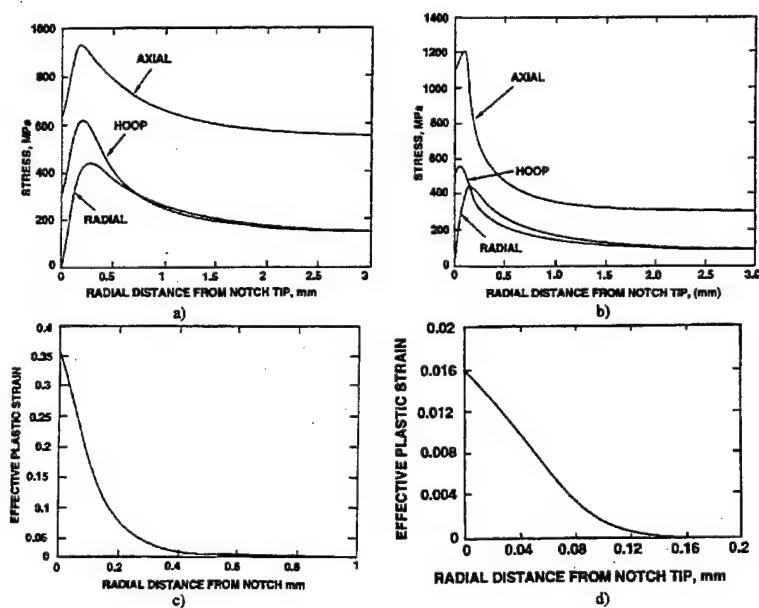 1000
800
600
400
200
0
STRESS, MPa
AXIAL
HOOP
RADIAL
0 0.5 1 1.5 2 2.5 3.0
RADIAL DISTANCE FROM NOTCH TIP, mm
a)
1400
1200
1000
800
600
400
200
0
STRESS, MPa
AXIAL
HOOP
RADIAL
0 0.5 1.0 1.5 2.0 2.5 3.0
RADIAL DISTANCE FROM NOTCH TIP, (mm)
b)
0.4
0.35
0.3
0.25
0.2
0.15
0.1
0.05
0
EFFECTIVE PLASTIC STRAIN
0 0.2 0.4 0.6 0.8 1
RADIAL DISTANCE FROM NOTCH mm
c)
0.02
0.016
0.012
0.008
0.004
0
EFFECTIVE PLASTIC STRAIN
0 0.04 0.08 0.12 0.16 0.2
RADIAL DISTANCE FROM NOTCH TIP, mm
d)